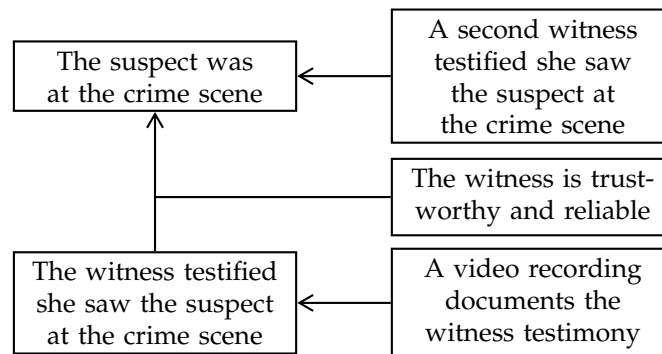 The suspect was
at the crime scene
A second witness
testified she saw
the suspect at
the crime scene
The witness is trust-
worthy and reliable
The witness testified
she saw the suspect
at the crime scene
A video recording
documents the
witness testimony